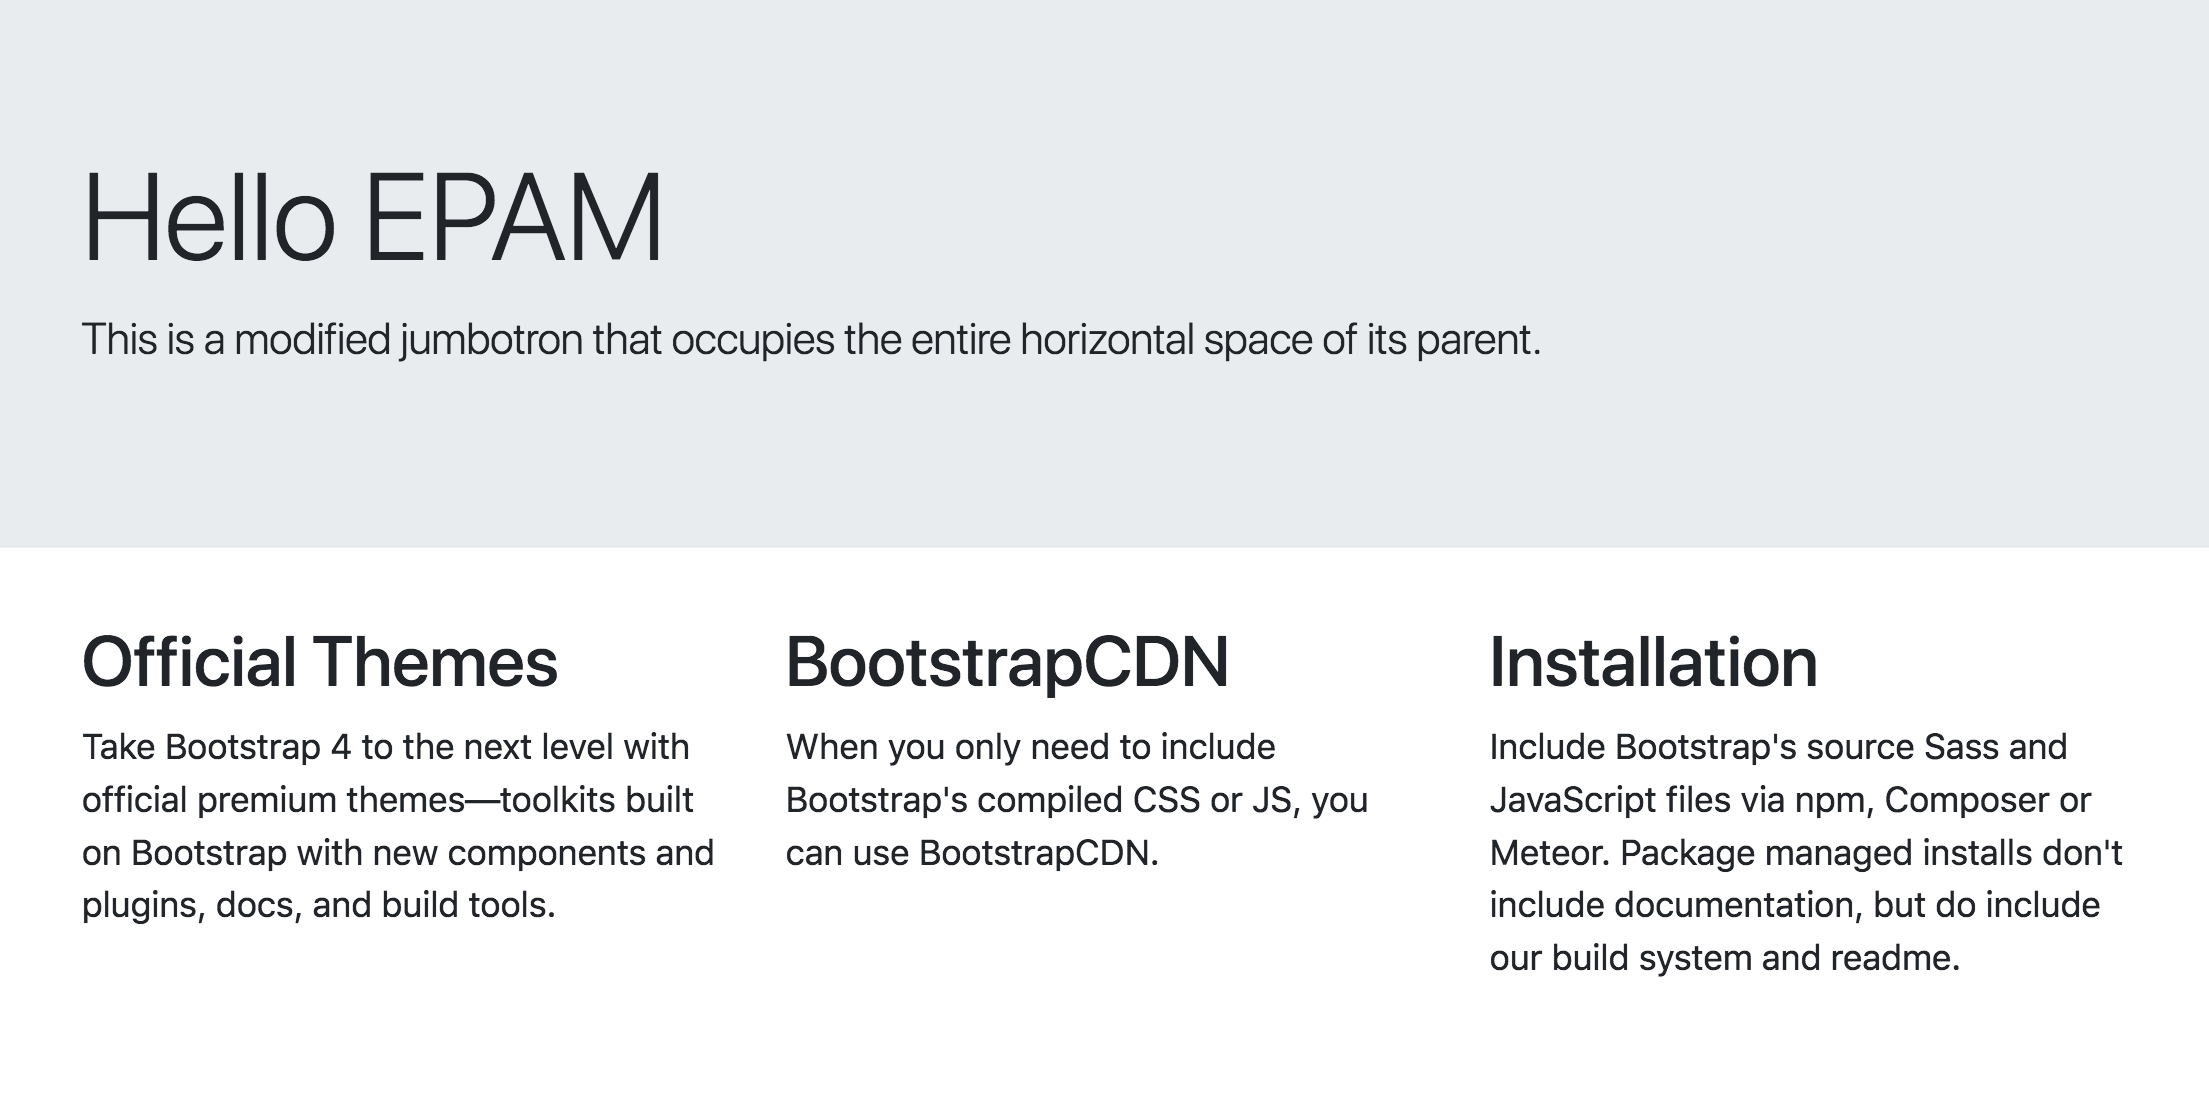 Hello EPAM
This is a modified jumbotron that occupies the entire horizontal space of its parent.
Official Themes
Take Bootstrap 4 to the next level with
official premium themes—toolkits built
on Bootstrap with new components and
plugins, docs, and build tools.
BootstrapCDN
When you only need to include
Bootstrap's compiled CSS or JS, you
can use BootstrapCDN.
Installation
Include Bootstrap's source Sass and
JavaScript files via npm, Composer or
Meteor. Package managed installs don't
include documentation, but do include
our build system and readme.